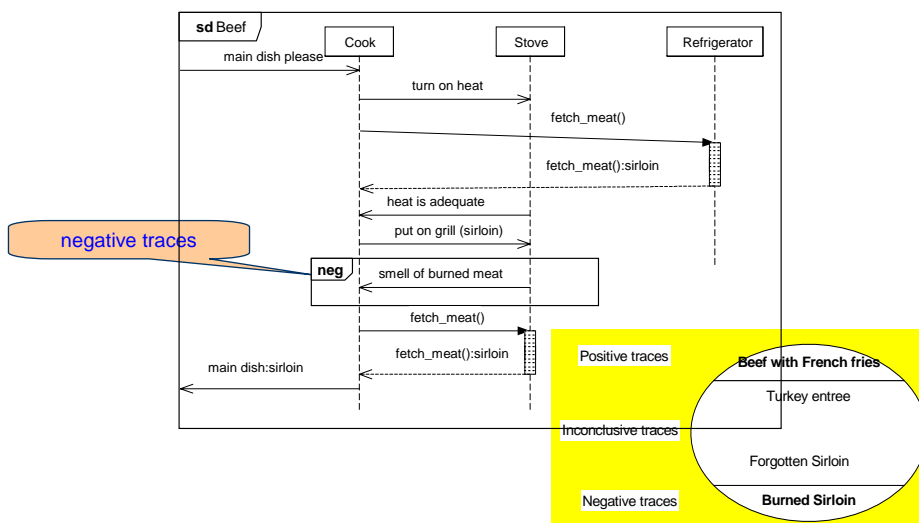 sd Beef
Cook
Stove
Refrigerator
main dish please
turn on heat
fetch_meat()
fetch_meat():sirloin
heat is adequate
put on grill (sirloin)
negative traces
neg
smell of burned meat
fetch_meat()
fetch_meat():sirloin
main dish:sirloin
Positive traces
Beef with French fries
Turkey entree
Inconclusive traces
Forgotten Sirloin
Negative traces
Burned Sirloin